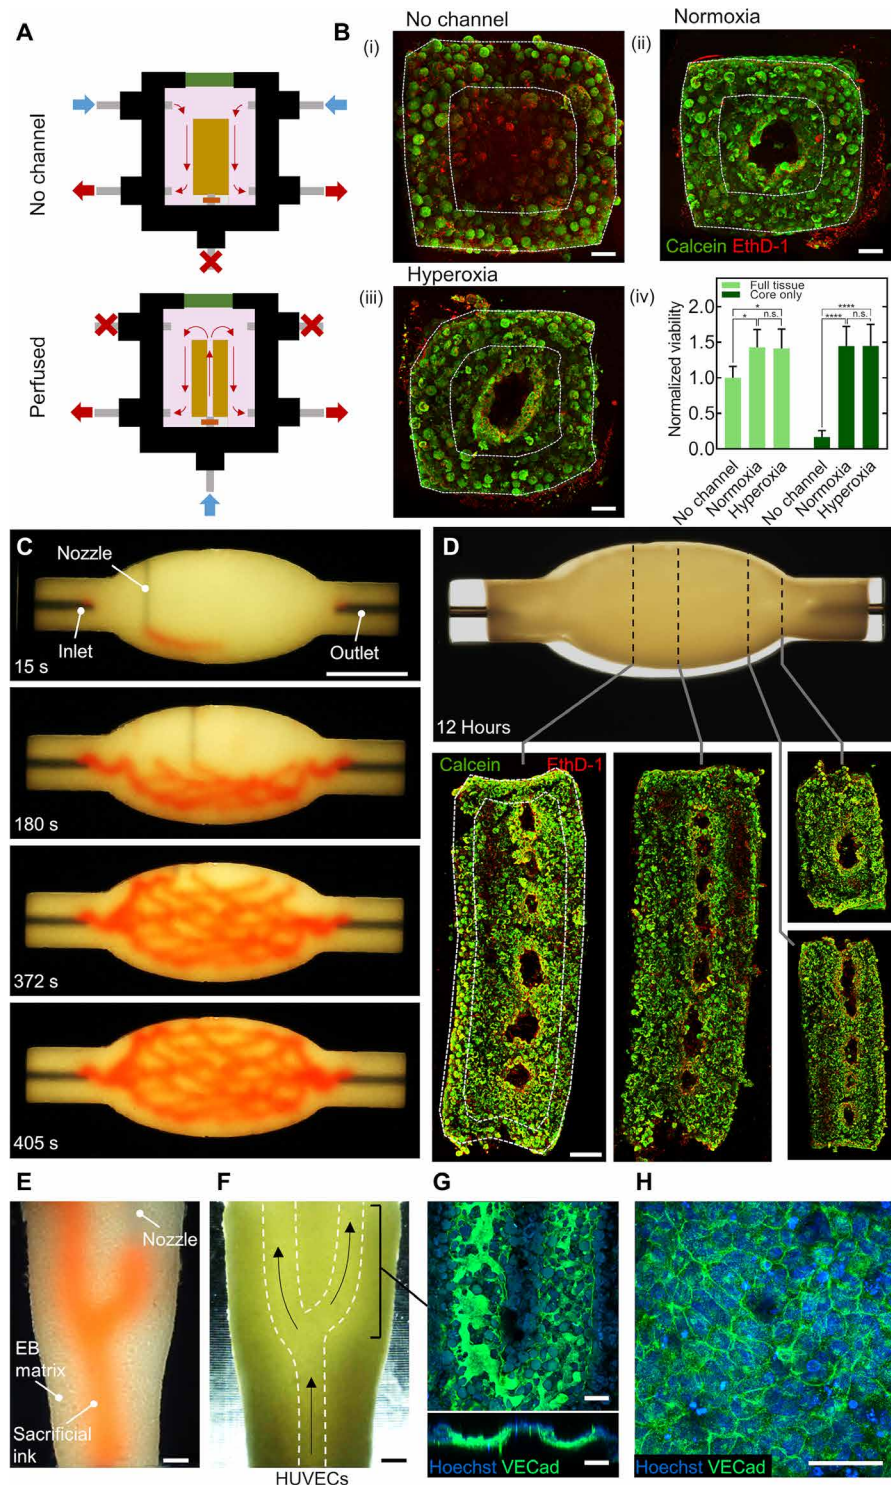 A
No channel
Perfused
B
No channel
(i)
Normoxia
(ii)
Calcein EthD-1
Hyperoxia
(iii)
(iv)
Full tissue
Core only
Normalized viability
2.0
1.5
1.0
0.5
0.0
*
*
n.s.
****
****
n.s.
No channel
Normoxia
Hyperoxia
No channel
Normoxia
Hyperoxia
C
Nozzle
Inlet
Outlet
15 s
180 s
372 s
405 s
D
12 Hours
Calcein
EthD-1
E
Nozzle
EB
matrix
Sacrificial
ink
F
HUVECs
G
Hoechst VECad
H
Hoechst VECad